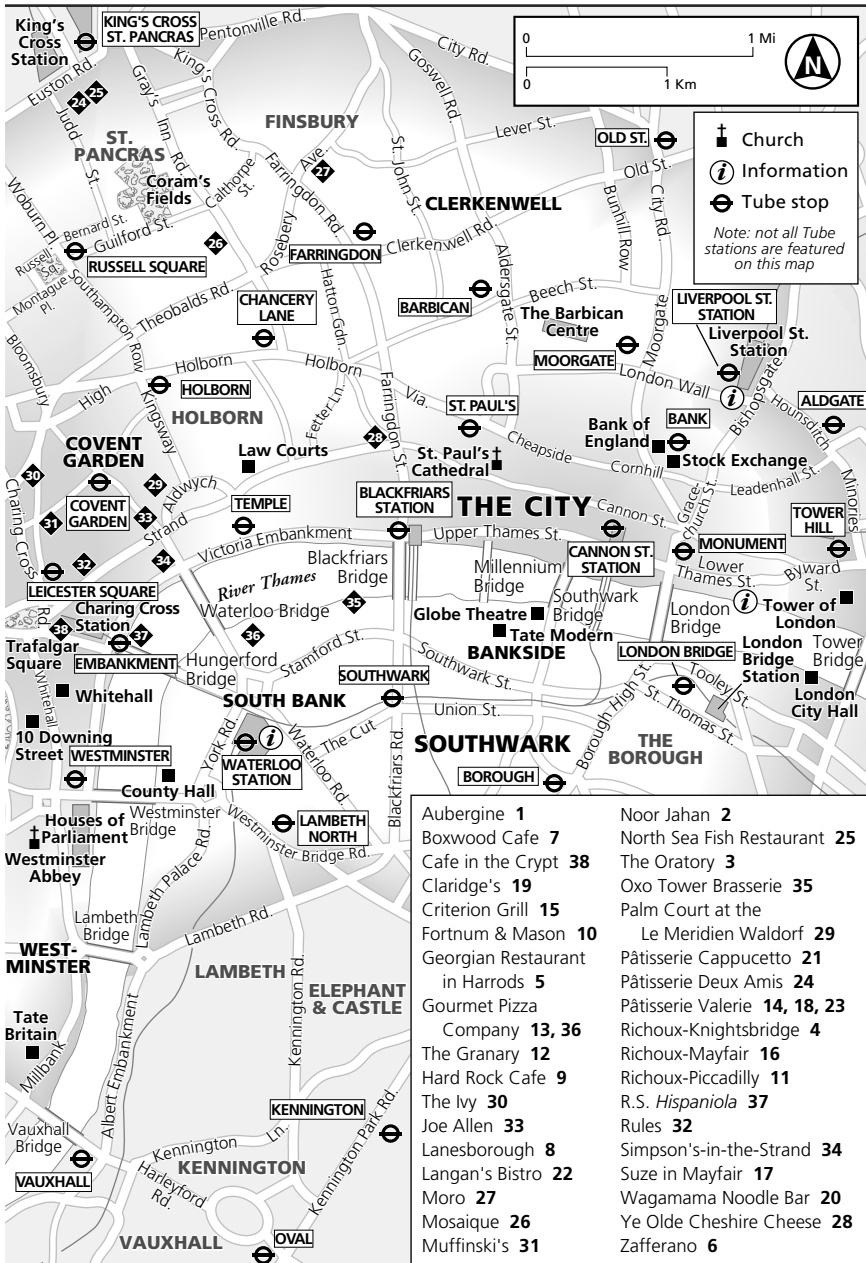 King's
Cross
Station
KING'S CROSS
ST. PANCRAS
Pentonville Rd.
City Rd.
0 1 Mi
0 1 Km
N
Euston Rd.
24
25
Judd St.
Gray's Inn Rd.
King's Cross Rd.
Goswell Rd.
FINSBURY
Lever St.
OLD ST.
Old St.
City Rd.
Church
Information
Tube stop
Note: not all Tube
stations are featured
on this map
ST.
PANCRAS
Coram's
Fields
Calthorpe
St.
Ave.
27
Farringdon Rd.
St. John St.
CLERKENWELL
Bunhill Row
Woburn Pl.
Bernard St.
Guilford St.
Russell
Sq.
RUSSELL SQUARE
26
Rosebery
FARRINGDON
Clerkenwell Rd.
Aldersgate St.
Montague
Pl.
Southampton Row
Theobalds Rd.
CHANCERY
LANE
Hatton Gdn.
BARBICAN
Beech St.
The Barbican
Centre
Moorgate
LIVERPOOL ST.
STATION
Liverpool St.
Station
MOORGATE
Bloomsbury
High
Holborn
HOLBORN
Holborn
Via.
London Wall
Bishopsgate
Hounsditch
ALDGATE
HOLBORN
Kingsway
Fetter Ln.
Farringdon St.
28
ST. PAUL'S
St. Paul's
Cathedral
Cheapside
Cornhill
Bank of
England
BANK
Stock Exchange
Leadenhall St.
Minories
COVENT
GARDEN
30
29
Law Courts
Aldwych
COVENT
GARDEN
31
33
Strand
TEMPLE
BLACKFRIARS
STATION
THE CITY
Cannon St.
Grace-
church St.
TOWER
HILL
Charing Cross
Rd.
32
34
LEICESTER SQUARE
Victoria Embankment
Blackfriars
Bridge
Upper Thames St.
Millennium
Bridge
CANNON ST.
STATION
MONUMENT
Lower
Thames St.
Byward
St.
River Thames
Waterloo Bridge
35
Globe Theatre
Southwark
Bridge
London
Bridge
Tower of
London
Charing Cross
Station
38
37
36
Tate Modern
BANKSIDE
Trafalgar
Square
EMBANKMENT
Hungerford
Bridge
Stamford St.
SOUTHWARK
Southwark St.
LONDON BRIDGE
London
Bridge
Station
Tower
Bridge
Whitehall
Whitehall
SOUTH BANK
Union St.
Borough High St.
Tooley St.
St. Thomas St.
London
City Hall
10 Downing
Street
York Rd.
WATERLOO
STATION
Waterloo Rd.
The Cut
Blackfriars Rd.
SOUTHWARK
THE
BOROUGH
WESTMINSTER
County Hall
BOROUGH
Houses of
Parliament
Westminster
Bridge
LAMBETH
NORTH
Westminster Bridge Rd.
Westminster
Abbey
Lambeth
Bridge
Lambeth Palace Rd.
Lambeth Rd.
WEST-
MINSTER
LAMBETH
Kennington Rd.
ELEPHANT
& CASTLE
Tate
Britain
Millbank
Albert Embankment
KENNINGTON
Kennington Park Rd.
Vauxhall
Bridge
Kennington
Ln.
KENNINGTON
VAUXHALL
Harleyford
Rd.
VAUXHALL
OVAL
Aubergine 1
Boxwood Cafe 7
Cafe in the Crypt 38
Claridge's 19
Criterion Grill 15
Fortnum & Mason 10
Georgian Restaurant
in Harrods 5
Gourmet Pizza
Company 13, 36
The Granary 12
Hard Rock Cafe 9
The Ivy 30
Joe Allen 33
Lanesborough 8
Langan's Bistro 22
Moro 27
Mosaique 26
Muffinski's 31
Noor Jahan 2
North Sea Fish Restaurant 25
The Oratory 3
Oxo Tower Brasserie 35
Palm Court at the
Le Meridien Waldorf 29
Pâtisserie Cappucetto 21
Pâtisserie Deux Amis 24
Pâtisserie Valerie 14, 18, 23
Richoux-Knightsbridge 4
Richoux-Mayfair 16
Richoux-Piccadilly 11
R.S. Hispaniola 37
Rules 32
Simpson's-in-the-Strand 34
Suze in Mayfair 17
Wagamama Noodle Bar 20
Ye Olde Cheshire Cheese 28
Zafferano 6